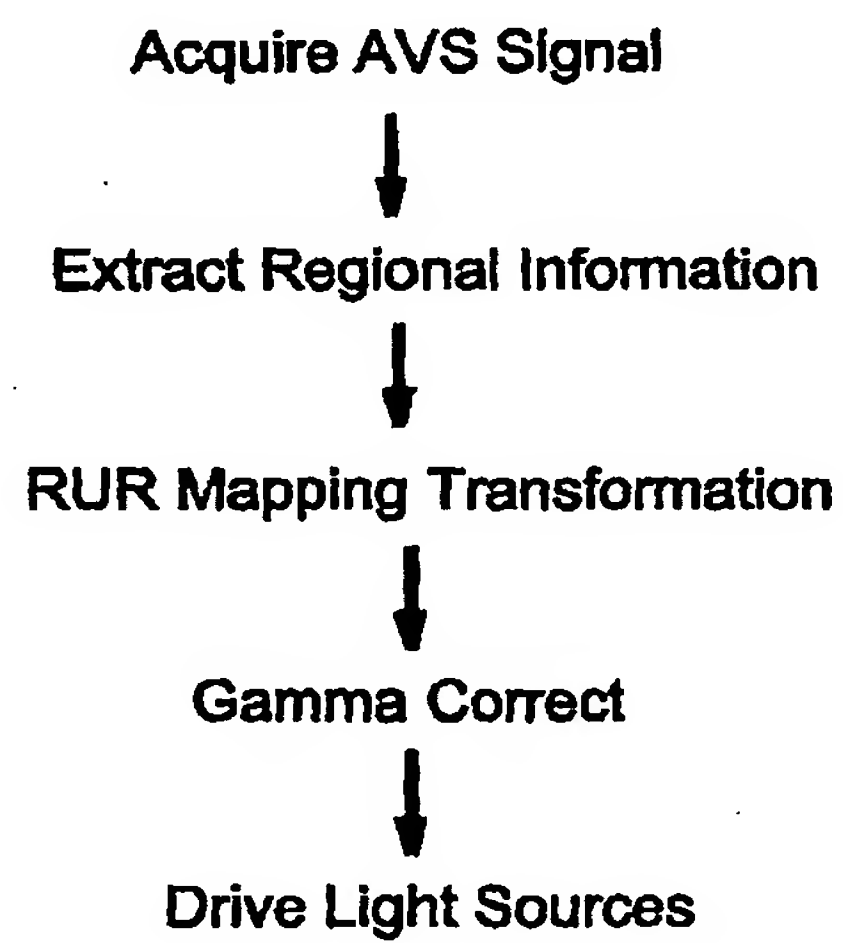 Acquire AVS Signal
Extract Regional Information
RUR Mapping Transformation
Gamma Correct
Drive Light Sources